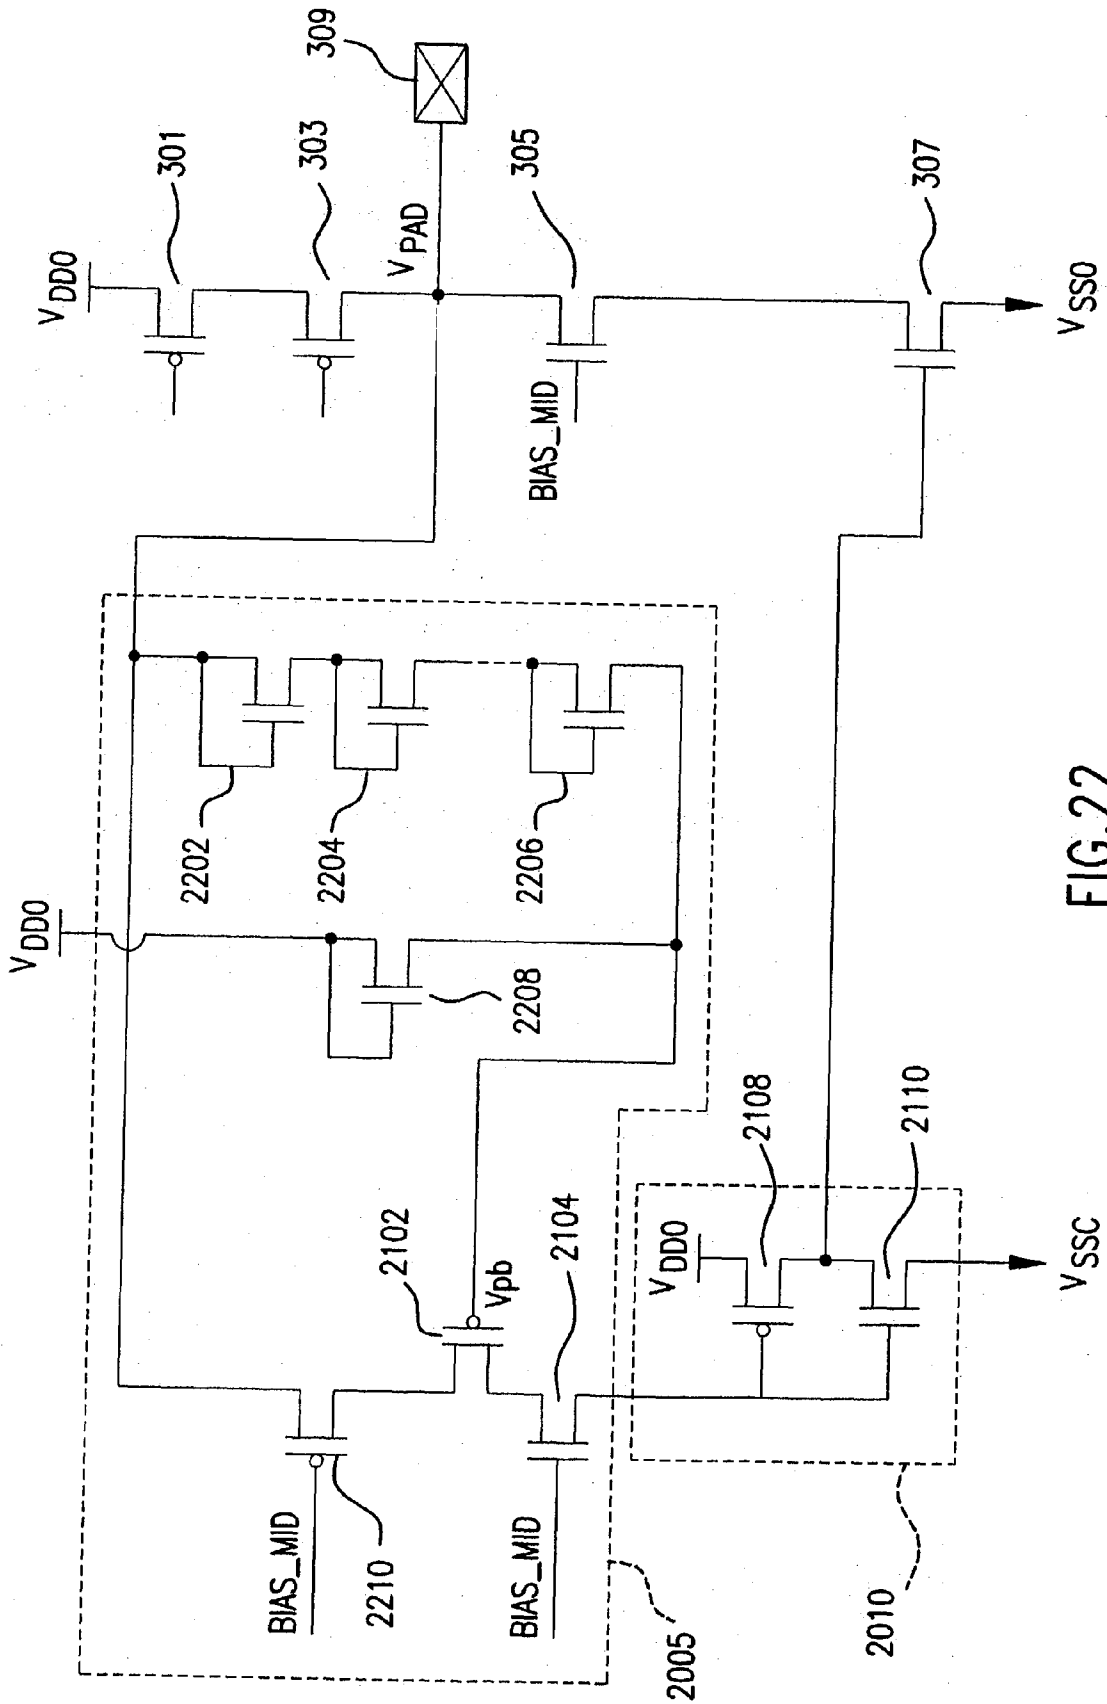 309
301
303
305
307
V_DDO
V_PAD
BIAS_MID
V_SSO
V_DDO
2202
2204
2206
2208
2102
Vpb
2104
BIAS_MID
2210
BIAS_MID
2005
V_DDO
2108
2110
V_SSC
2010
FIG.22